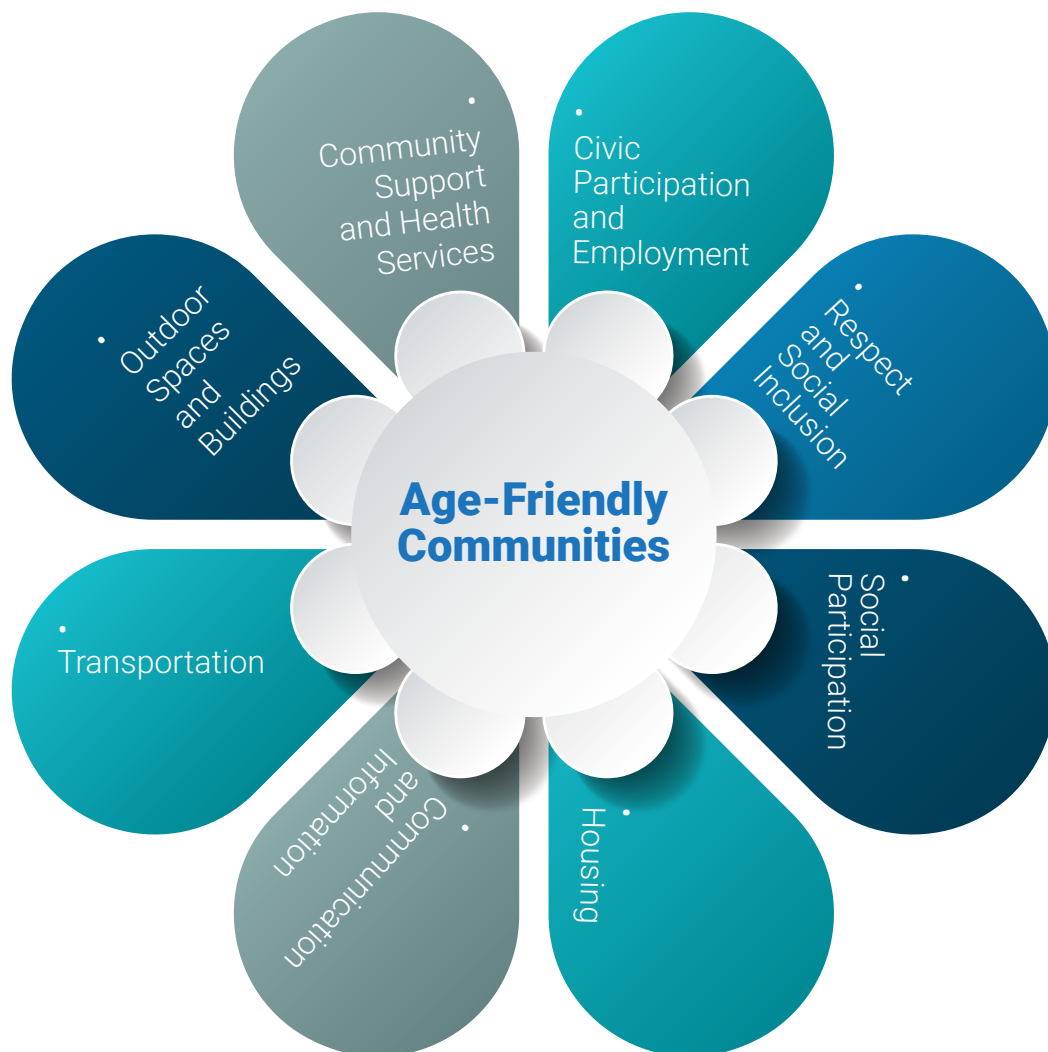 Age-Friendly
Communities
• Civic
Participation
and
Employment
• Respect
and
Social
Inclusion
• Social
Participation
• Housing
• Communication
and
Information
• Transportation
• Outdoor
Spaces
and
Buildings
• Community
Support
and Health
Services